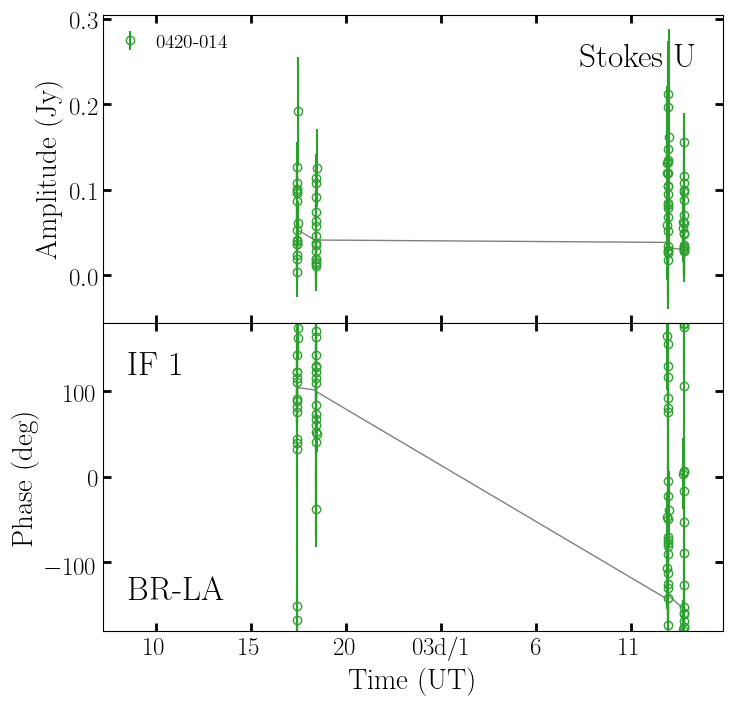 0.3
0420-014
Stokes U
0.2
0.1
0.0
Amplitude (Jy)
IF 1
100
0
−100
Phase (deg)
BR-LA
10 15 20 03d/1 6 11
Time (UT)